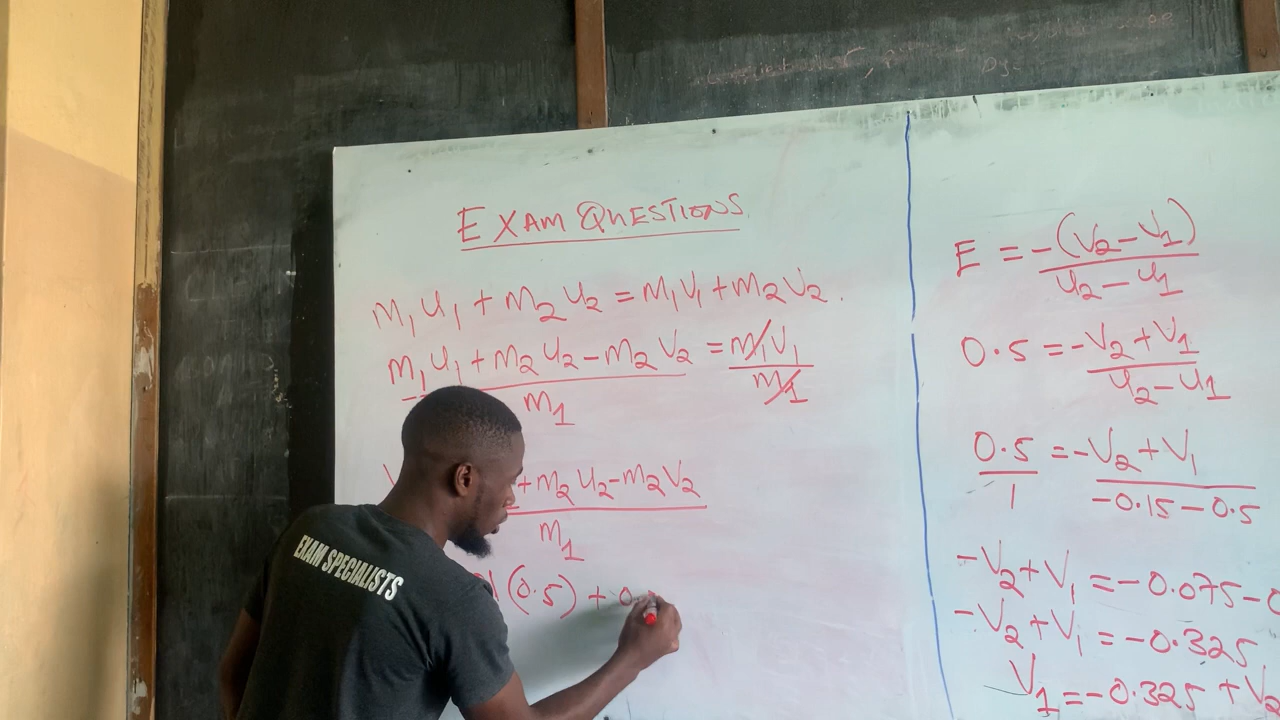 EXAM QUESTIONS
m₁u₁ + m₂u₂ = m₁v₁ + m₂v₂.
m₁u₁ + m₂u₂ - m₂v₂ = m₁v₁
m₁ m₁
+ m₂u₂ - m₂v₂
m₁
(0.5) + 0.
EXAM SPECIALISTS
E = -(v₂ - v₁)
u₂ - u₁
0.5 = -v₂ + v₁
u₂ - u₁
0.5 = -v₂ + v₁
1 -0.15 - 0.5
-v₂ + v₁ = -0.075 - 0
-v₂ + v₁ = -0.325
v₁ = -0.325 + v₂